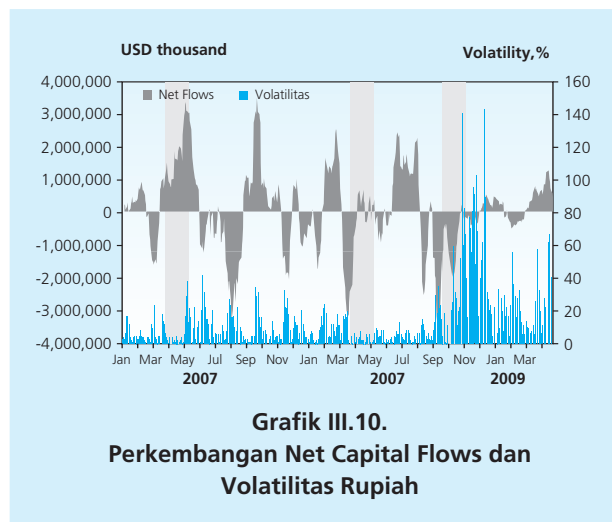 USD thousand Volatility,%
Net Flows Volatilitas
4,000,000 160
3,000,000 140
2,000,000 120
1,000,000 100
0 80
-1,000,000 60
-2,000,000 40
-3,000,000 20
-4,000,000 0
Jan Mar May Jul Sep Nov Jan Mar May Jul Sep Nov Jan Mar
2007 2007 2009
Grafik III.10.
Perkembangan Net Capital Flows dan
Volatilitas Rupiah